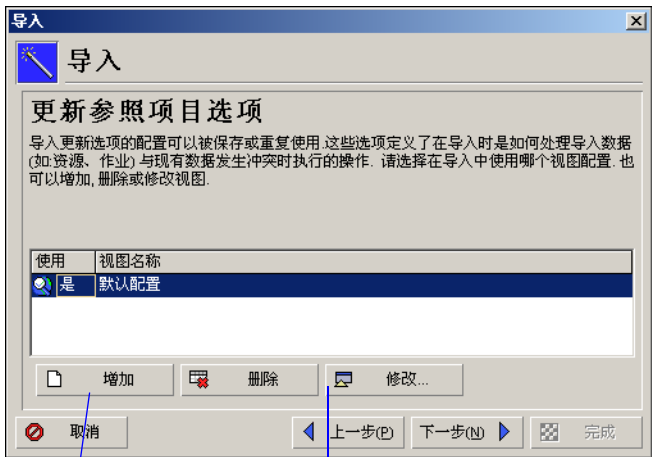 导入
导入
更新参照项目选项
导入更新选项的配置可以被保存或重复使用.这些选项定义了在导入时是如何处理导入数据
(如:资源、作业)与现有数据发生冲突时执行的操作. 请选择在导入中使用哪个视图配置. 也
可以增加, 删除或修改视图.
使用 视图名称
是 默认配置
增加 删除 修改...
取消 上一步(P) 下一步(N) 完成